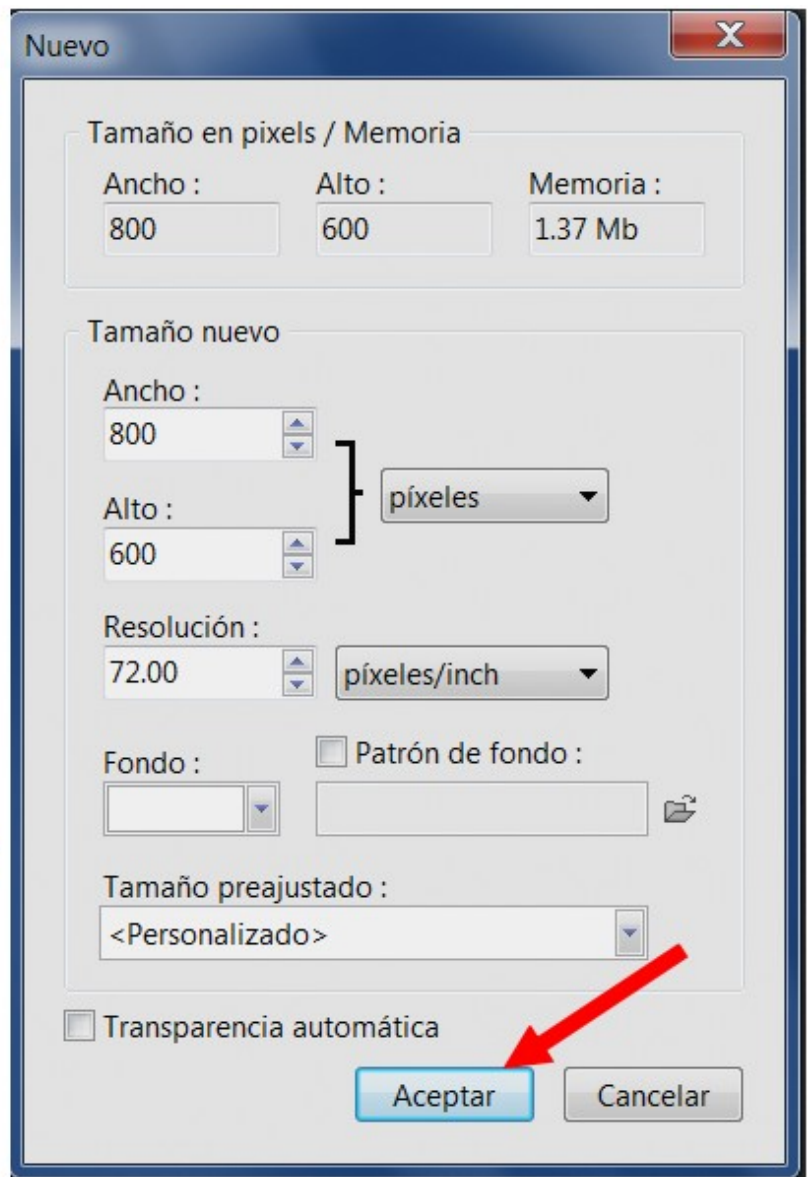 Nuevo
X
Tamaño en pixels / Memoria
Ancho : Alto : Memoria :
800 600 1.37 Mb
Tamaño nuevo
Ancho :
800
píxeles
Alto :
600
Resolución :
72.00 píxeles/inch
Fondo : Patrón de fondo :
Tamaño preajustado :
<Personalizado>
Transparencia automática
Aceptar Cancelar